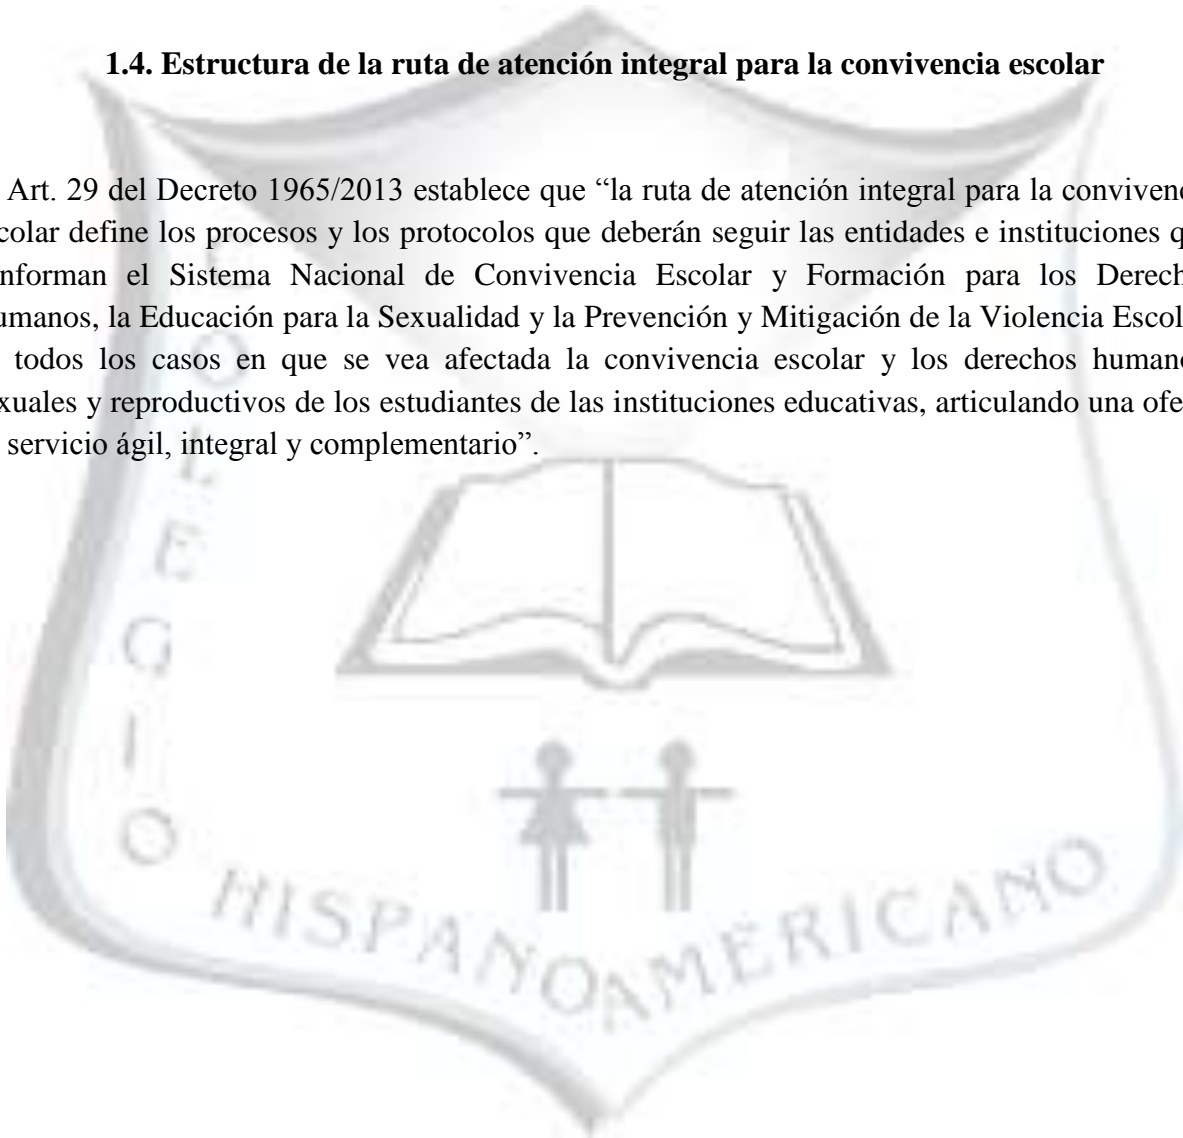 1.4. Estructura de la ruta de atención integral para la convivencia escolar
Art. 29 del Decreto 1965/2013 establece que “la ruta de atención integral para la convivenc
colar define los procesos y los protocolos que deberán seguir las entidades e instituciones q
nforman el Sistema Nacional de Convivencia Escolar y Formación para los Derech
umanos, la Educación para la Sexualidad y la Prevención y Mitigación de la Violencia Escol
todos los casos en que se vea afectada la convivencia escolar y los derechos humano
xuales y reproductivos de los estudiantes de las instituciones educativas, articulando una ofe
servicio ágil, integral y complementario”.
COLEGIO
HISPANOAMERICANO